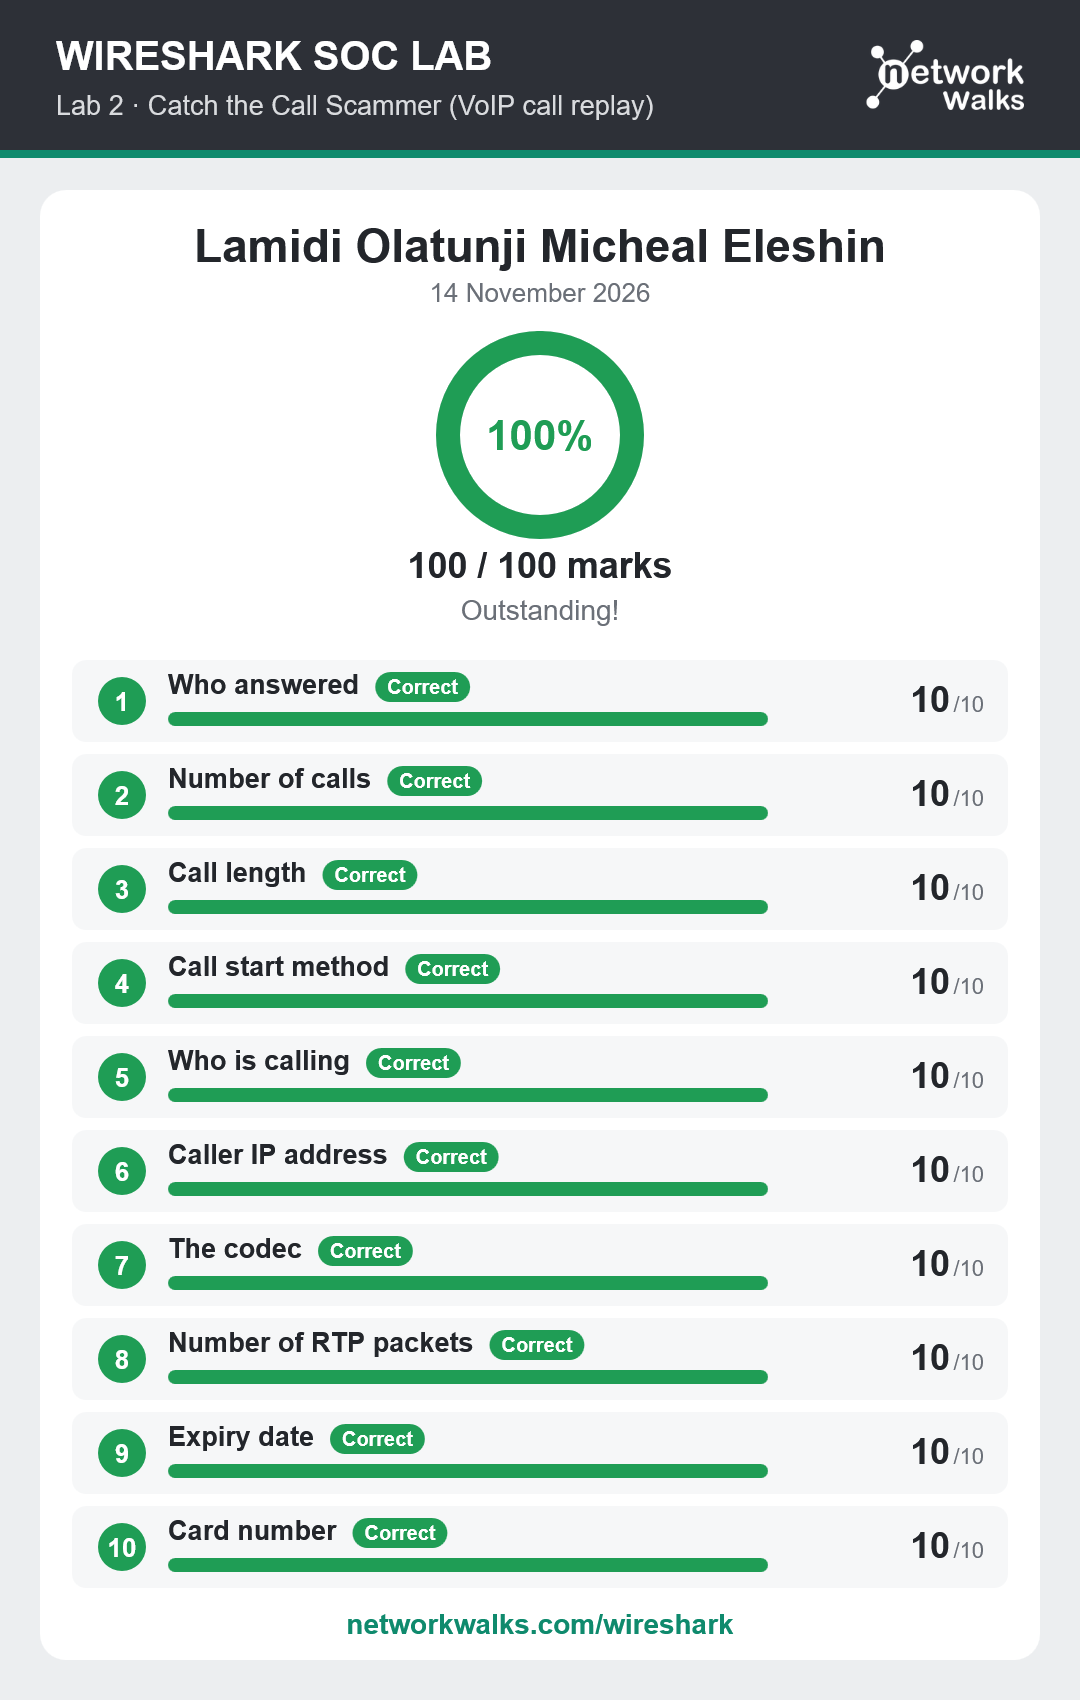 WIRESHARK SOC LAB
Lab 2 · Catch the Call Scammer (VoIP call replay)
network
walks
Lamidi Olatunji Micheal Eleshin
14 November 2026
100%
100 / 100 marks
Outstanding!
1 Who answered Correct 10/10
2 Number of calls Correct 10/10
3 Call length Correct 10/10
4 Call start method Correct 10/10
5 Who is calling Correct 10/10
6 Caller IP address Correct 10/10
7 The codec Correct 10/10
8 Number of RTP packets Correct 10/10
9 Expiry date Correct 10/10
10 Card number Correct 10/10
networkwalks.com/wireshark